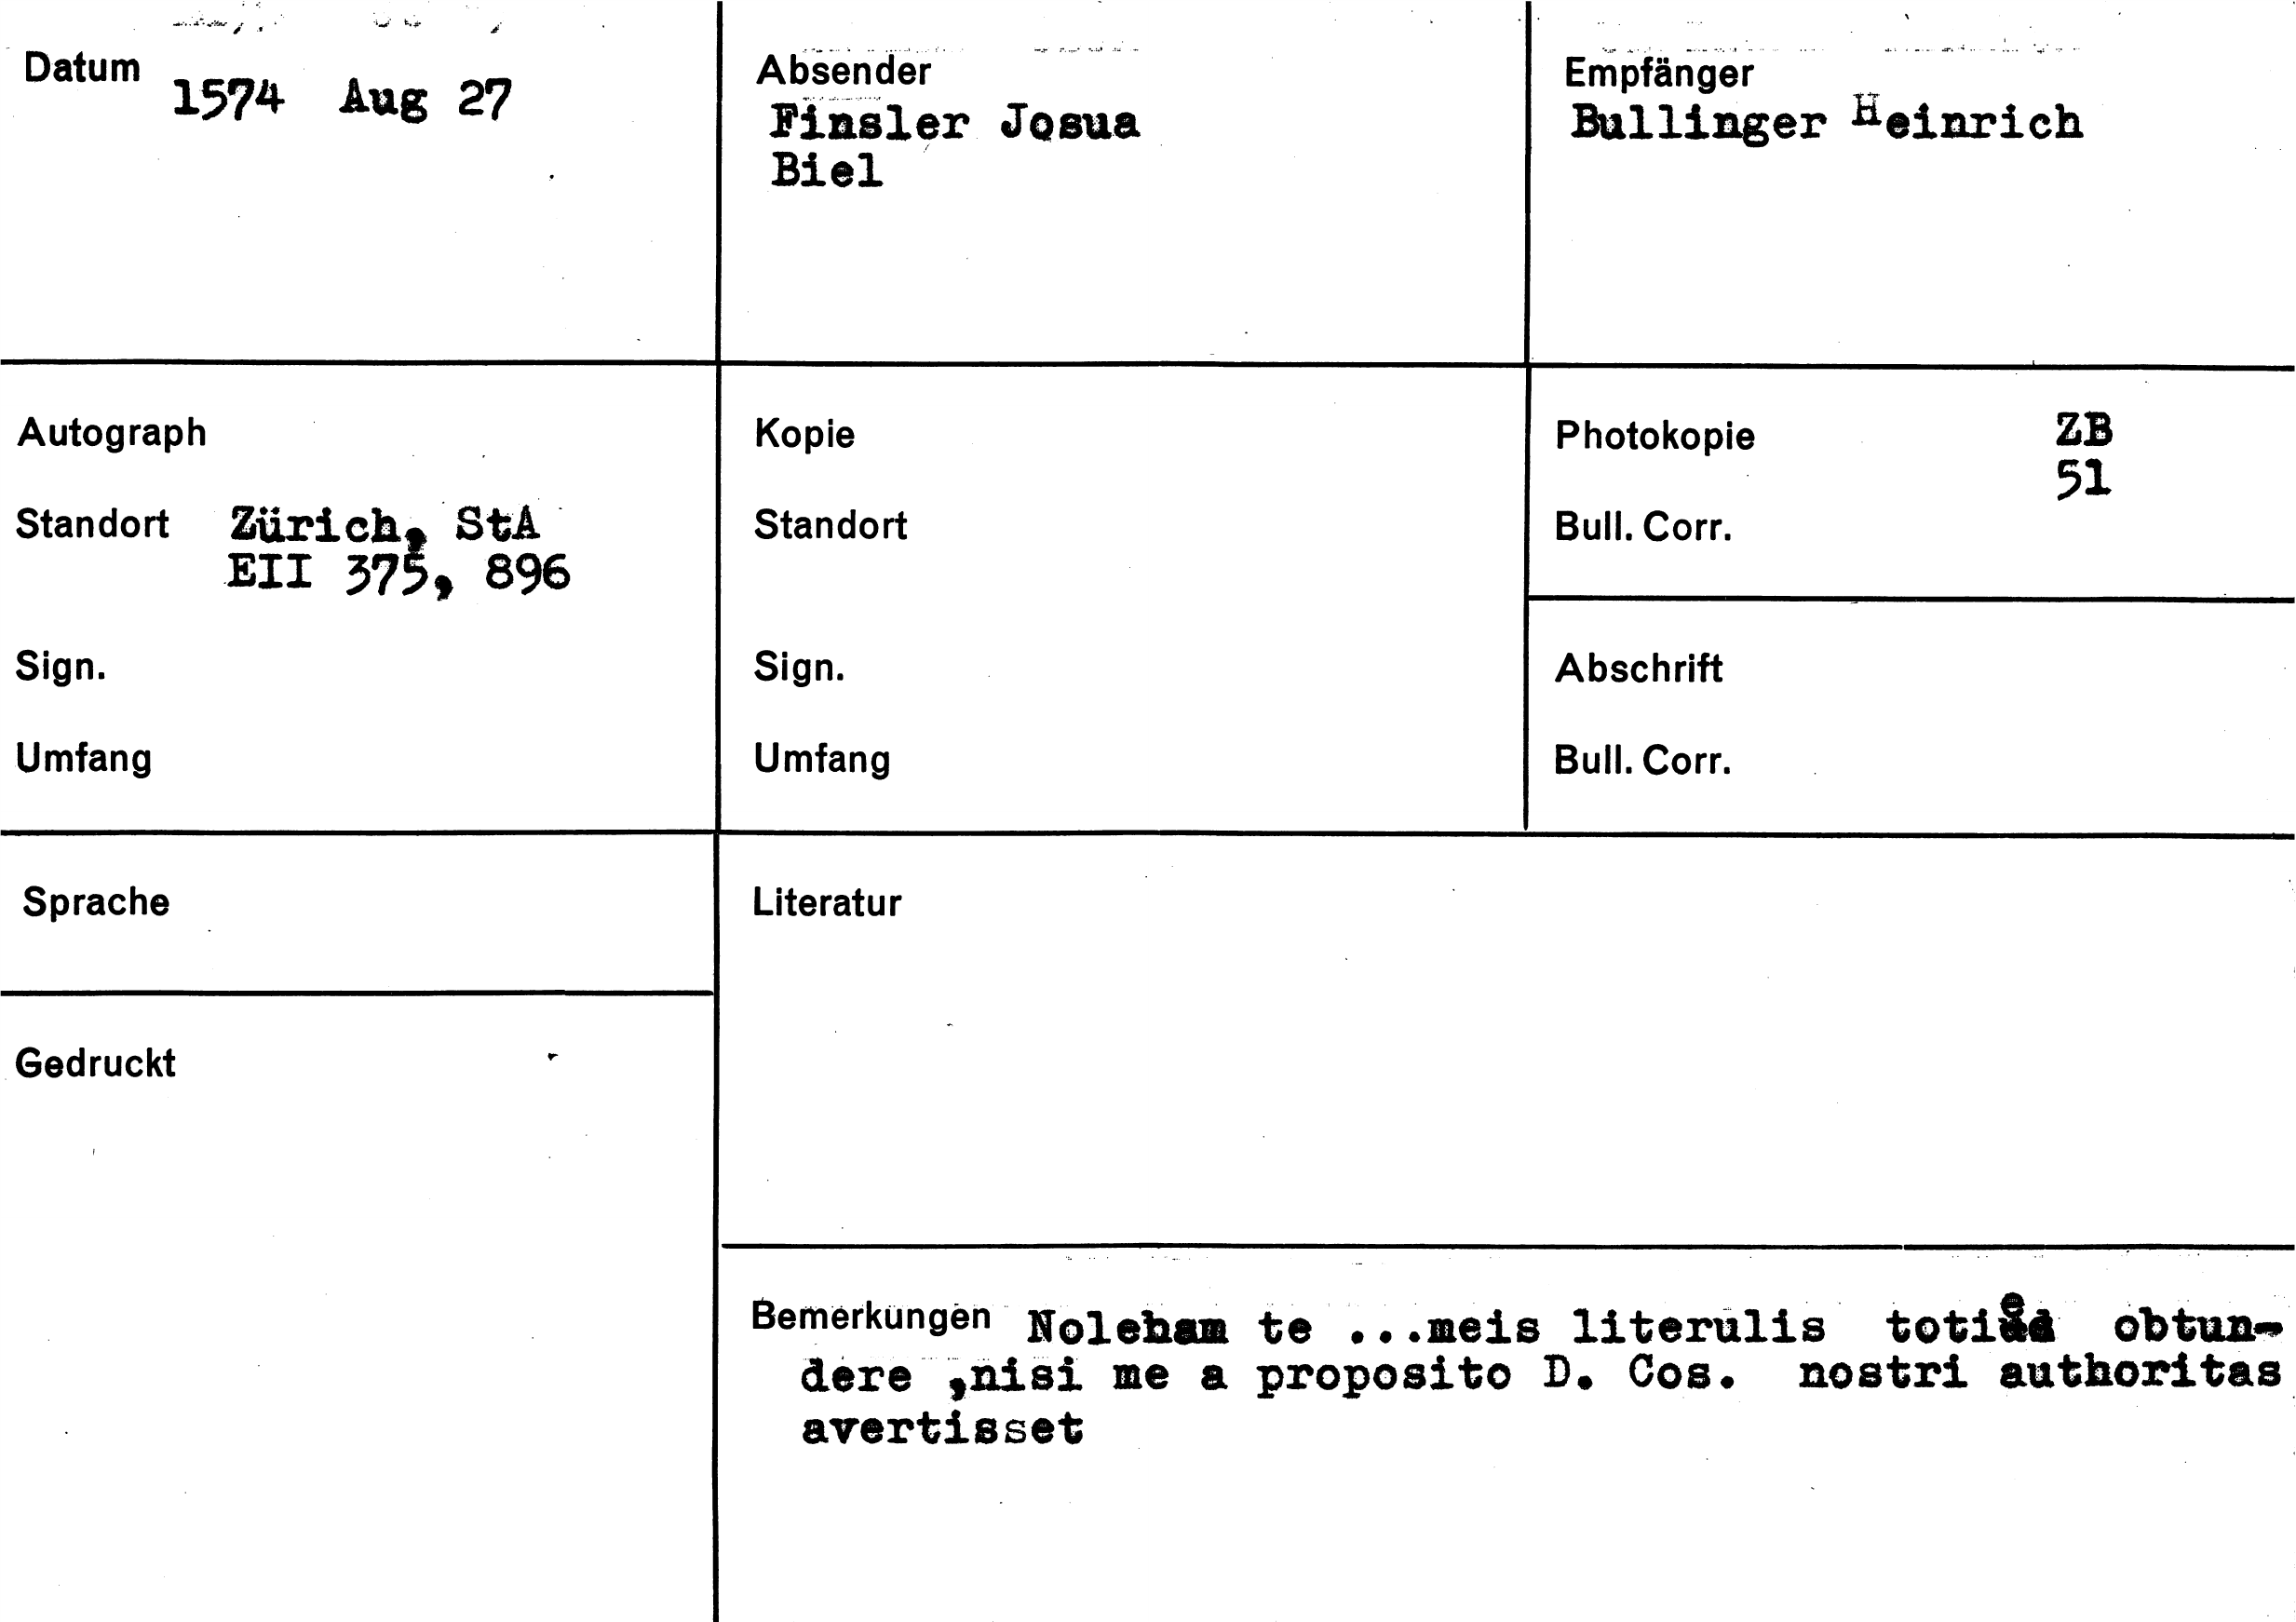 Datum 1574 Aug 27
Absender
Finsler Josua
Biel
Empfänger
Bullinger Heinrich
Autograph
Standort Zürich, StA
EII 375, 896
Sign.
Umfang
Kopie
Standort
Sign.
Umfang
Photokopie ZB
51
Bull. Corr.
Abschrift
Bull. Corr.
Sprache
Gedruckt
Literatur
Bemerkungen Nolebam te ...meis literulis obtun-
dere ,nisi me a proposito D. Cos. nostri authoritas
avertisset